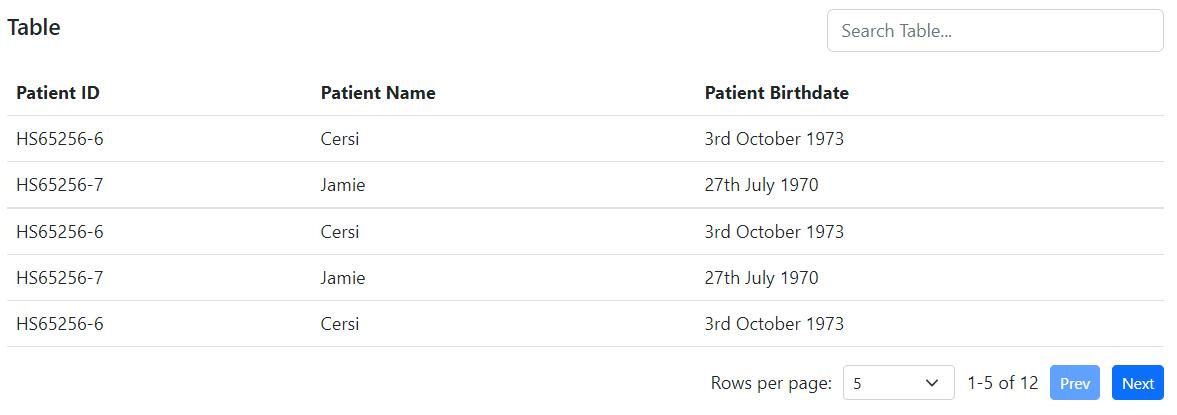 Table
Search Table...
Patient ID Patient Name Patient Birthdate
HS65256-6 Cersi 3rd October 1973
HS65256-7 Jamie 27th July 1970
HS65256-6 Cersi 3rd October 1973
HS65256-7 Jamie 27th July 1970
HS65256-6 Cersi 3rd October 1973
Rows per page: 5 1-5 of 12 Prev Next